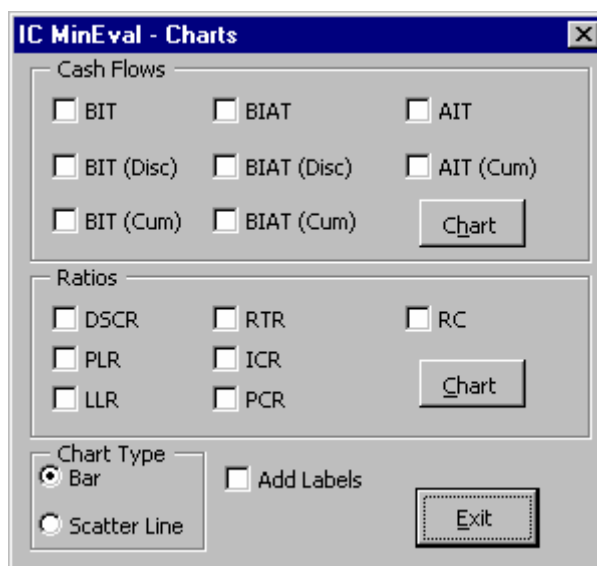 IC MinEval - Charts
Cash Flows
BIT BIAT AIT
BIT (Disc) BIAT (Disc) AIT (Cum)
BIT (Cum) BIAT (Cum) Chart
Ratios
DSCR RTR RC
PLR ICR
Chart
LLR PCR
Chart Type
Bar Add Labels
Exit
Scatter Line